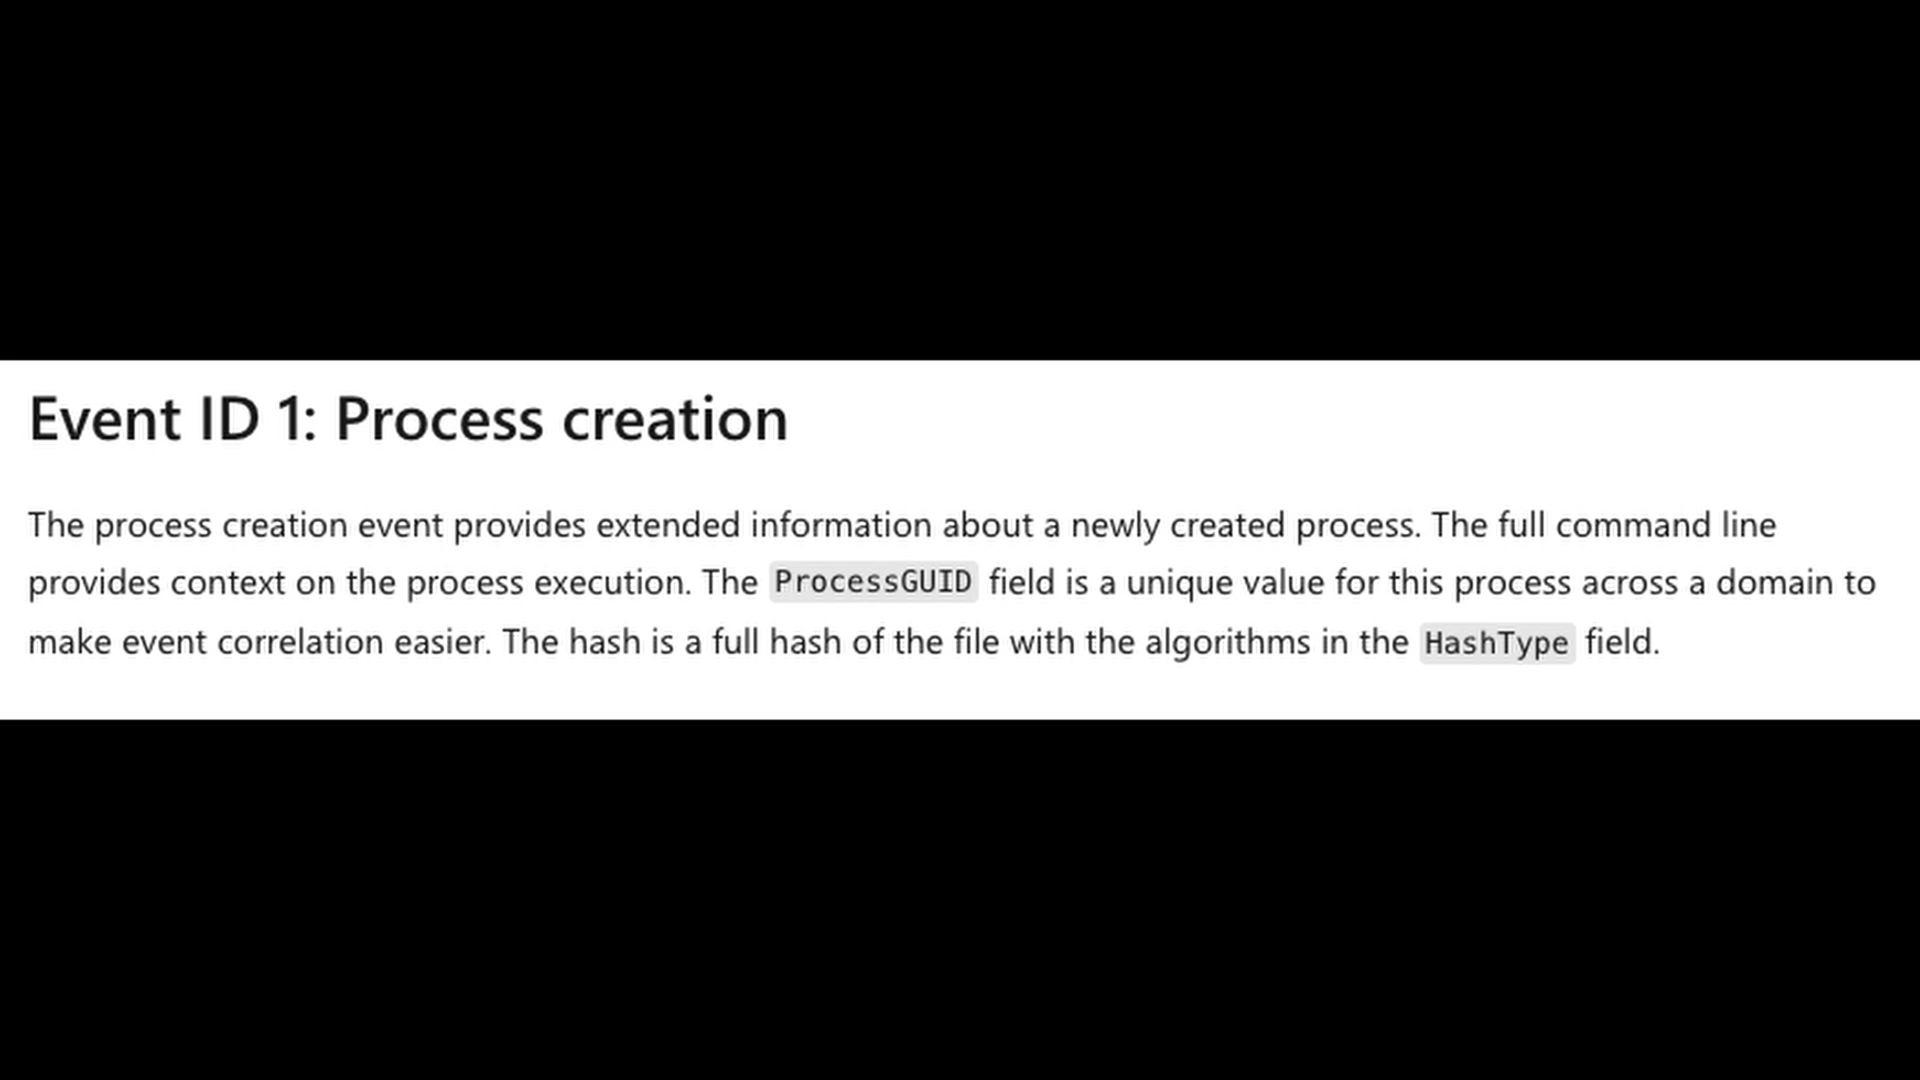 Event ID 1: Process creation
The process creation event provides extended information about a newly created process. The full command line
provides context on the process execution. The ProcessGUID field is a unique value for this process across a domain to
make event correlation easier. The hash is a full hash of the file with the algorithms in the HashType field.